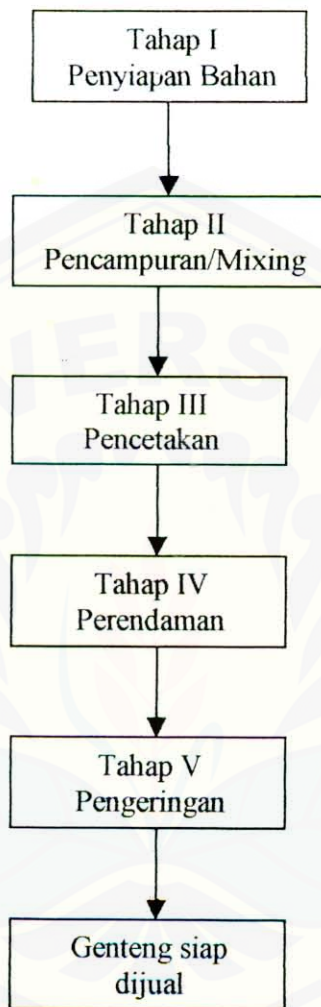 Tahap I
Penyiapan Bahan
Tahap II
Pencampuran/Mixing
Tahap III
Pencetakan
Tahap IV
Perendaman
Tahap V
Pengeringan
Genteng siap
dijual